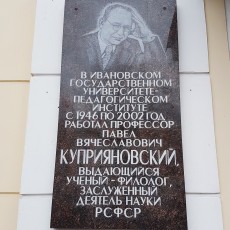 В ИВАНОВСКОМ
ГОСУДАРСТВЕННОМ
УНИВЕРСИТЕТЕ-
ПЕДАГОГИЧЕСКОМ
ИНСТИТУТЕ
С 1946 ПО 2002 ГОД
РАБОТАЛ ПРОФЕССОР
ПАВЕЛ
ВЯЧЕСЛАВОВИЧ
КУПРИЯНОВСКИЙ,
ВЫДАЮЩИЙСЯ
УЧЕНЫЙ-ФИЛОЛОГ,
ЗАСЛУЖЕННЫЙ
ДЕЯТЕЛЬ НАУКИ
РСФСР